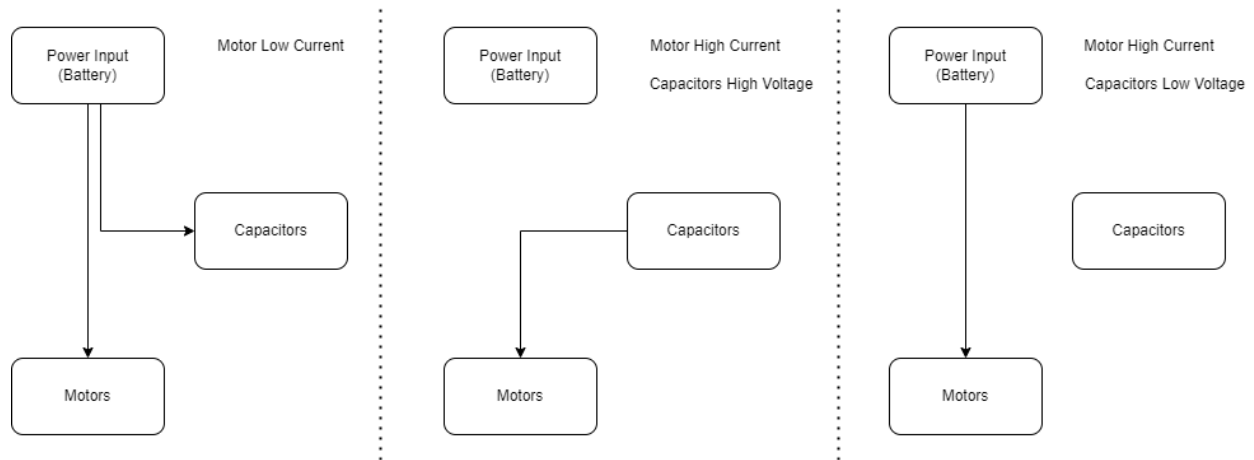 Power Input
(Battery)
Motor Low Current
Capacitors
Motors
Power Input
(Battery)
Motor High Current
Capacitors High Voltage
Capacitors
Motors
Power Input
(Battery)
Motor High Current
Capacitors Low Voltage
Capacitors
Motors